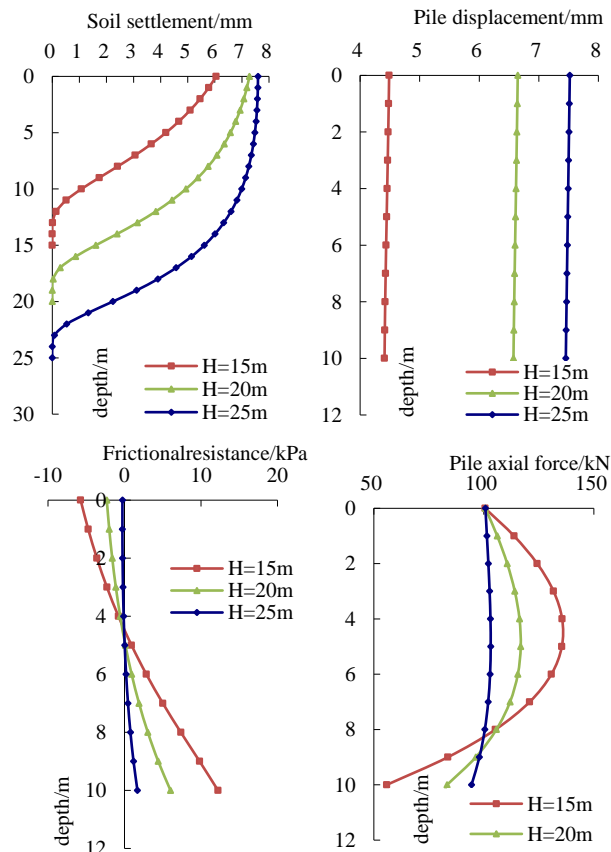 Soil settlement/mm
0 1 2 3 4 5 6 7 8
0
5
10
15
20
25
30
depth/m
H=15m
H=20m
H=25m
Pile displacement/mm
4 5 6 7 8
0
2
4
6
8
10
12
depth/m
H=15m
H=20m
H=25m
Frictionalresistance/kPa
-10 0 10 20
0
2
4
6
8
10
12
depth/m
H=15m
H=20m
H=25m
Pile axial force/kN
50 100 150
0
2
4
6
8
10
12
depth/m
H=15m
H=20m